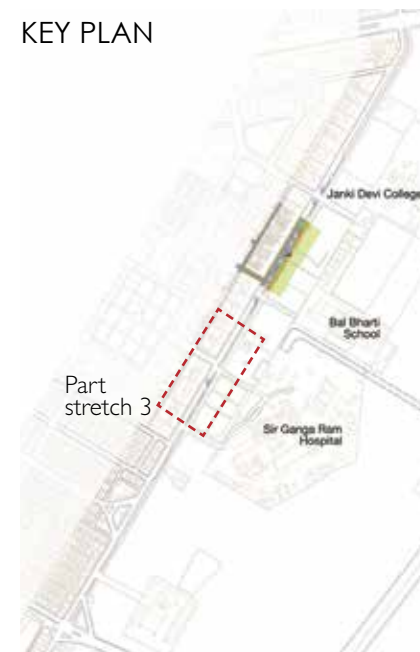 KEY PLAN
Janki Devi College
Bal Bharti
School
Part
stretch 3
Sir Ganga Ram
Hospital